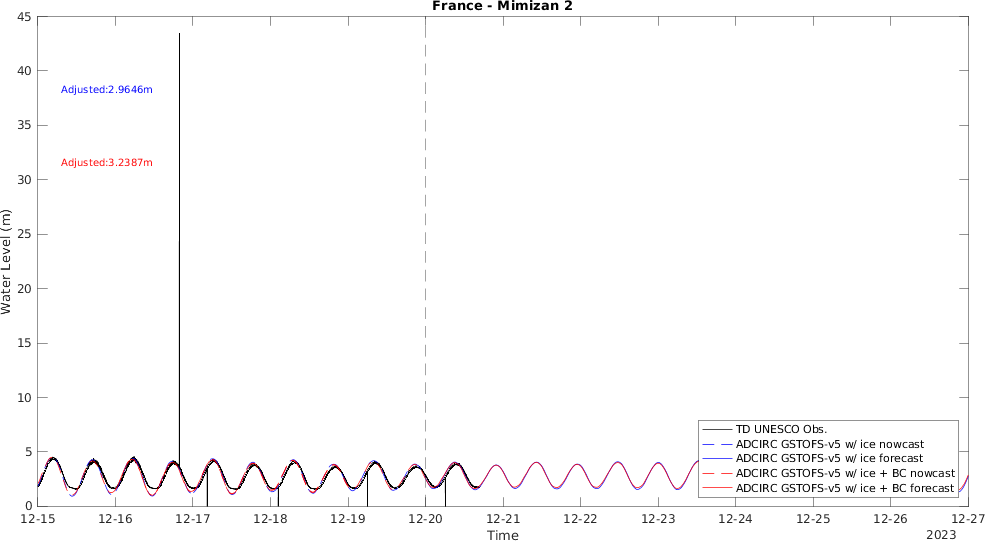 France - Mimizan 2
45
40
35
30
25
20
15
10
5
0
Water Level (m)
Adjusted:2.9646m
Adjusted:3.2387m
TD UNESCO Obs.
ADCIRC GSTOFS-v5 w/ ice nowcast
ADCIRC GSTOFS-v5 w/ ice forecast
ADCIRC GSTOFS-v5 w/ ice + BC nowcast
ADCIRC GSTOFS-v5 w/ ice + BC forecast
12-15 12-16 12-17 12-18 12-19 12-20 12-21 12-22 12-23 12-24 12-25 12-26 12-27
Time
2023